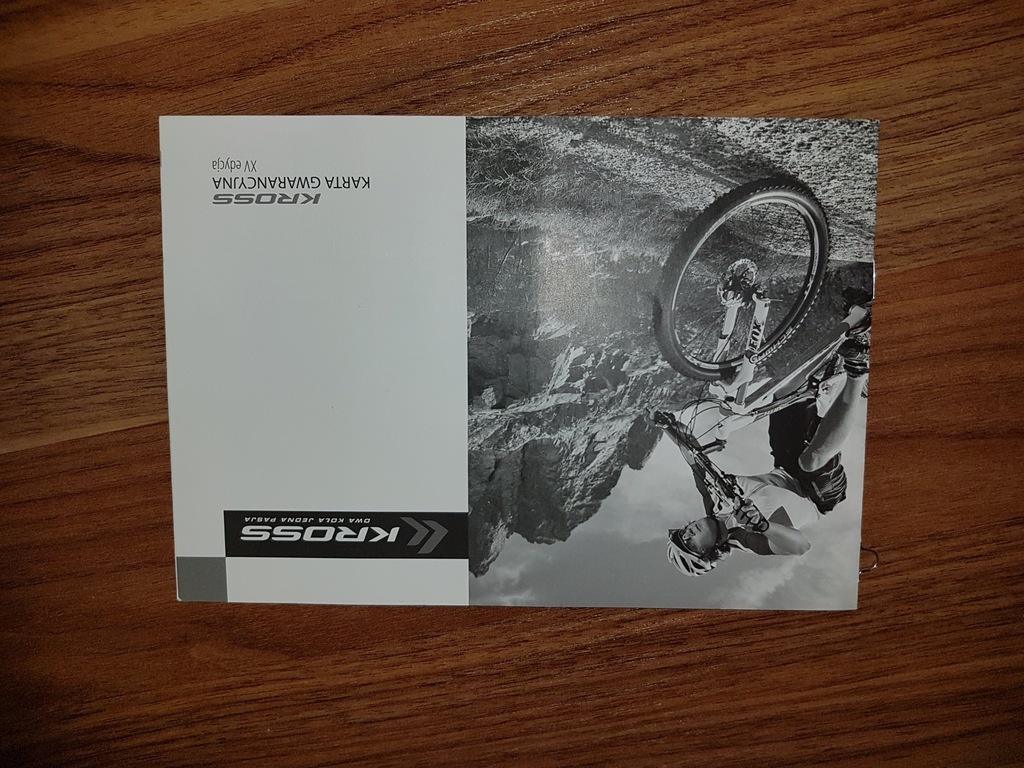 KROSS
DWA KOŁA JEDNA PASJA
KROSS
KARTA GWARANCYJNA
XV edycja
FOX